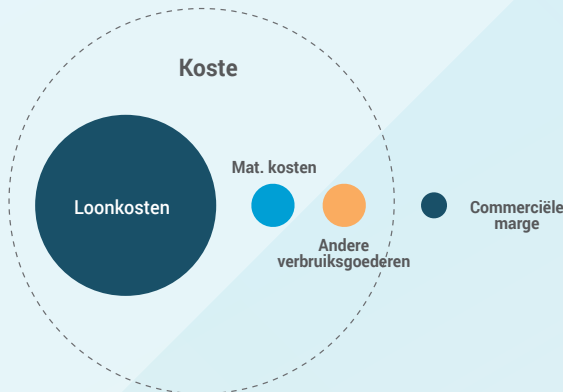 Koste
Mat. kosten
Loonkosten
Andere
verbruiksgoederen
Commerciële
marge